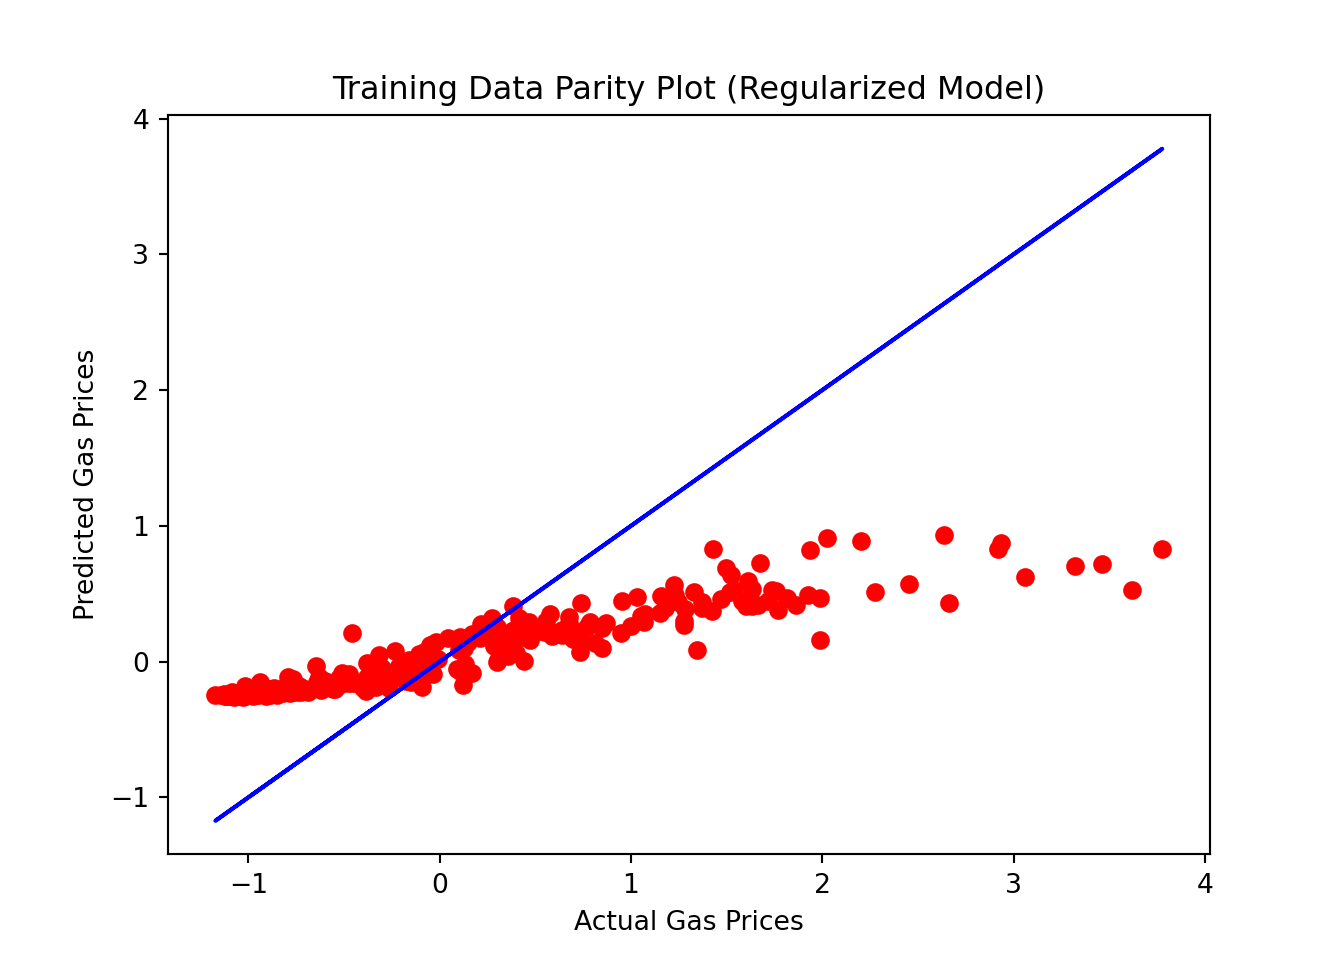 Training Data Parity Plot (Regularized Model)
4
3
2
1
0
−1
Predicted Gas Prices
−1 0 1 2 3 4
Actual Gas Prices